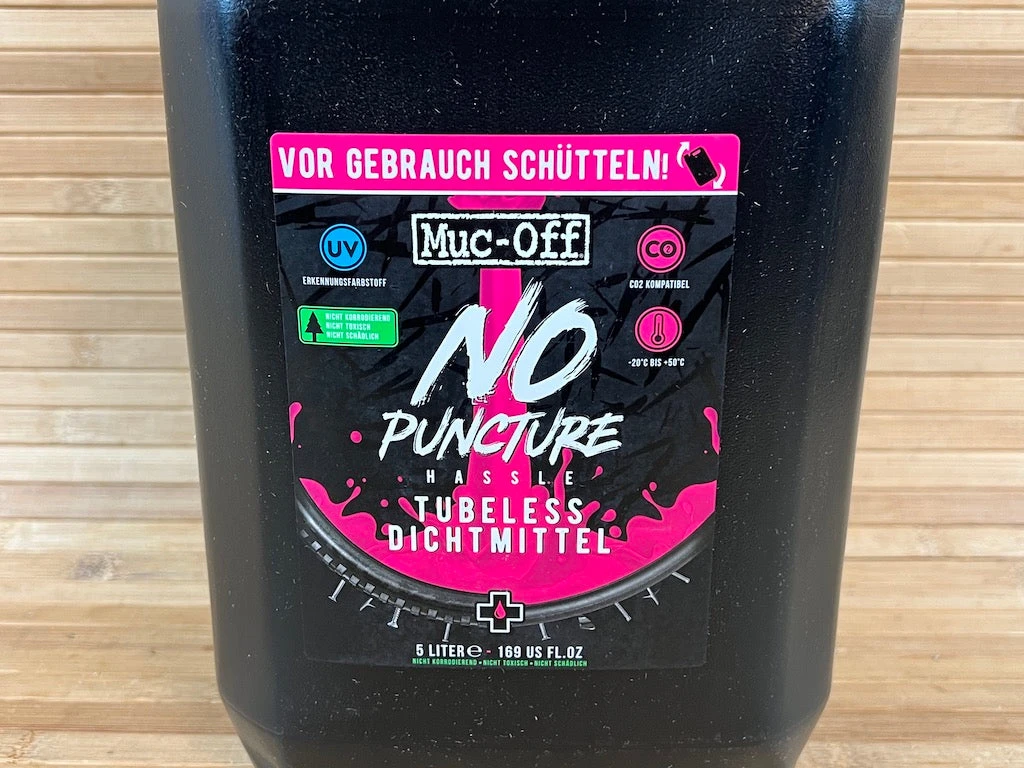 VOR GEBRAUCH SCHÜTTELN!
Muc-Off
UV
ERKENNUNGSFARBSTOFF
CO2
CO2 KOMPATIBEL
NICHT KORRODIEREND
NICHT TOXISCH
NICHT SCHÄDLICH
-20°C BIS +50°C
NO
PUNCTURE
HASSLE
TUBELESS
DICHTMITTEL
5 LITER℮ - 169 US FL.OZ
NICHT KORRODIEREND • NICHT TOXISCH • NICHT SCHÄDLICH